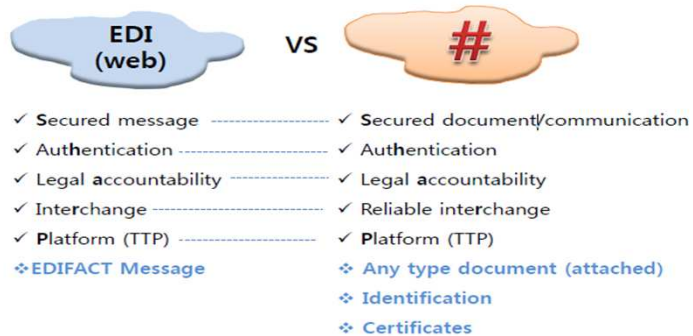 EDI
(web)
VS
#
✓ Secured message
✓ Authentication
✓ Legal accountability
✓ Interchange
✓ Platform (TTP)
❖EDIFACT Message
✓ Secured document/communication
✓ Authentication
✓ Legal accountability
✓ Reliable interchange
✓ Platform (TTP)
❖ Any type document (attached)
❖ Identification
❖ Certificates